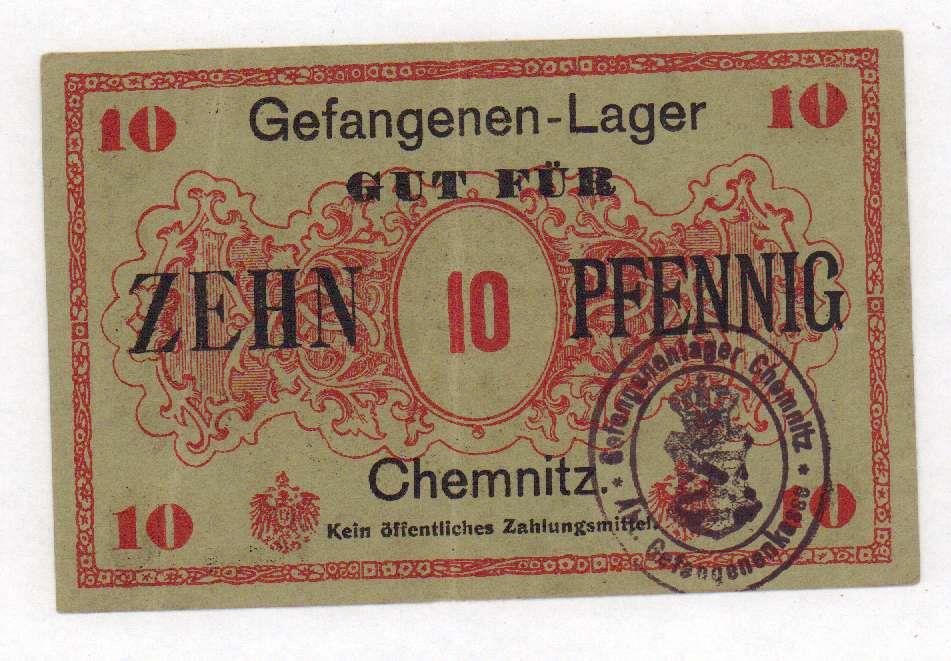 10 Gefangenen-Lager 10
GUT FÜR
ZEHN 10 PFENNIG
Chemnitz.
Kein öffentliches Zahlungsmittel.
10
Gefangenenlager Chemnitz
Gefangenenkasse